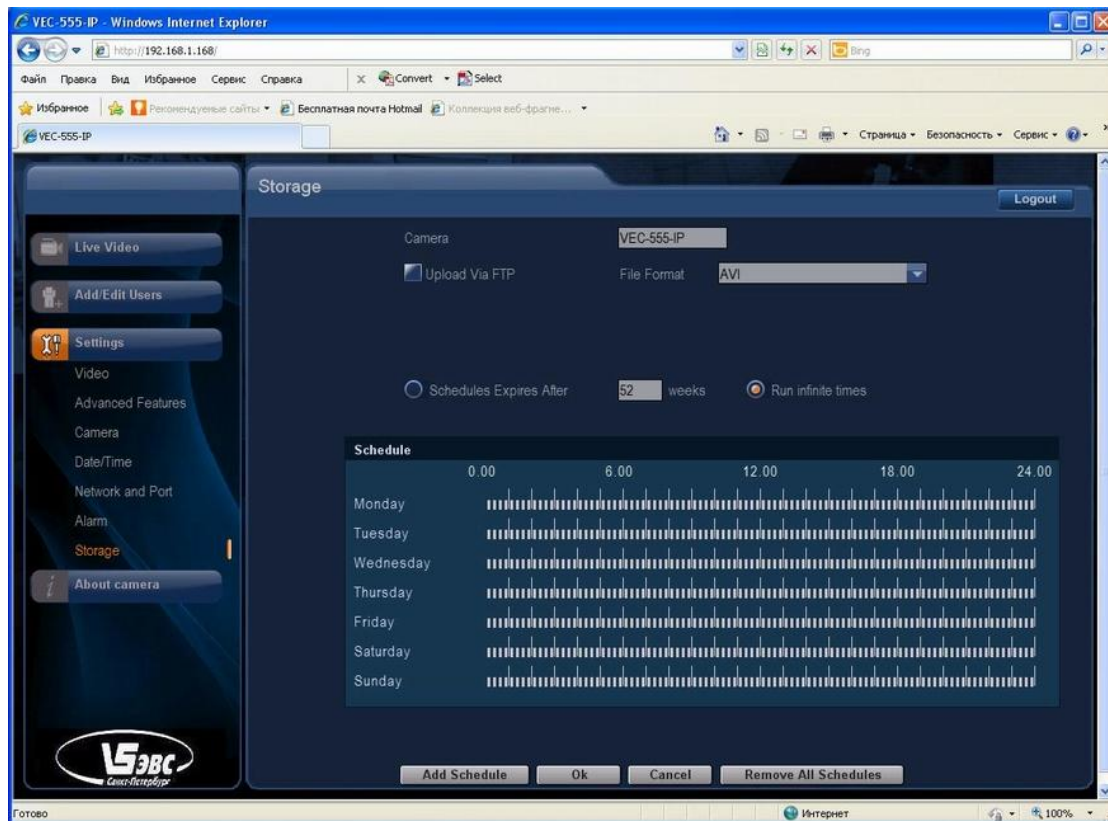 VEC-555-IP - Windows Internet Explorer
http://192.168.1.168/
Bing
Файл Правка Вид Избранное Сервис Справка x Convert Select
Избранное Рекомендуемые сайты Бесплатная почта Hotmail Коллекция веб-фрагме...
VEC-555-IP Страница Безопасность Сервис
Storage
Logout
Live Video
Add/Edit Users
Settings
Video
Advanced Features
Camera
Date/Time
Network and Port
Alarm
Storage
About camera
ЭВС
Санкт-Петербург
Camera VEC-555-IP
Upload Via FTP File Format AVI
Schedules Expires After 52 weeks Run infinite times
Schedule
0.00 6.00 12.00 18.00 24.00
Monday
Tuesday
Wednesday
Thursday
Friday
Saturday
Sunday
Add Schedule Ok Cancel Remove All Schedules
Готово Интернет 100%